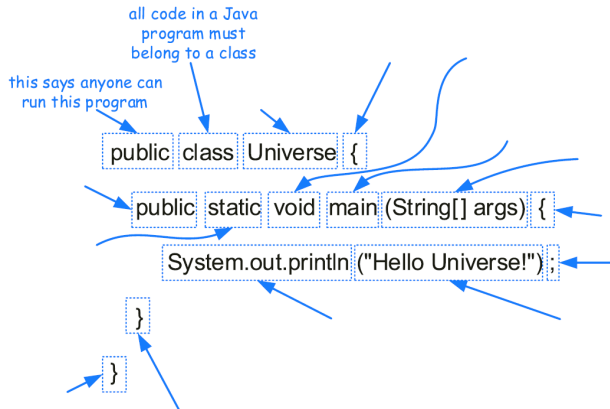 all code in a Java
program must
belong to a class
this says anyone can
run this program
public class Universe {
public static void main (String[] args) {
System.out.println ("Hello Universe!") ;
}
}